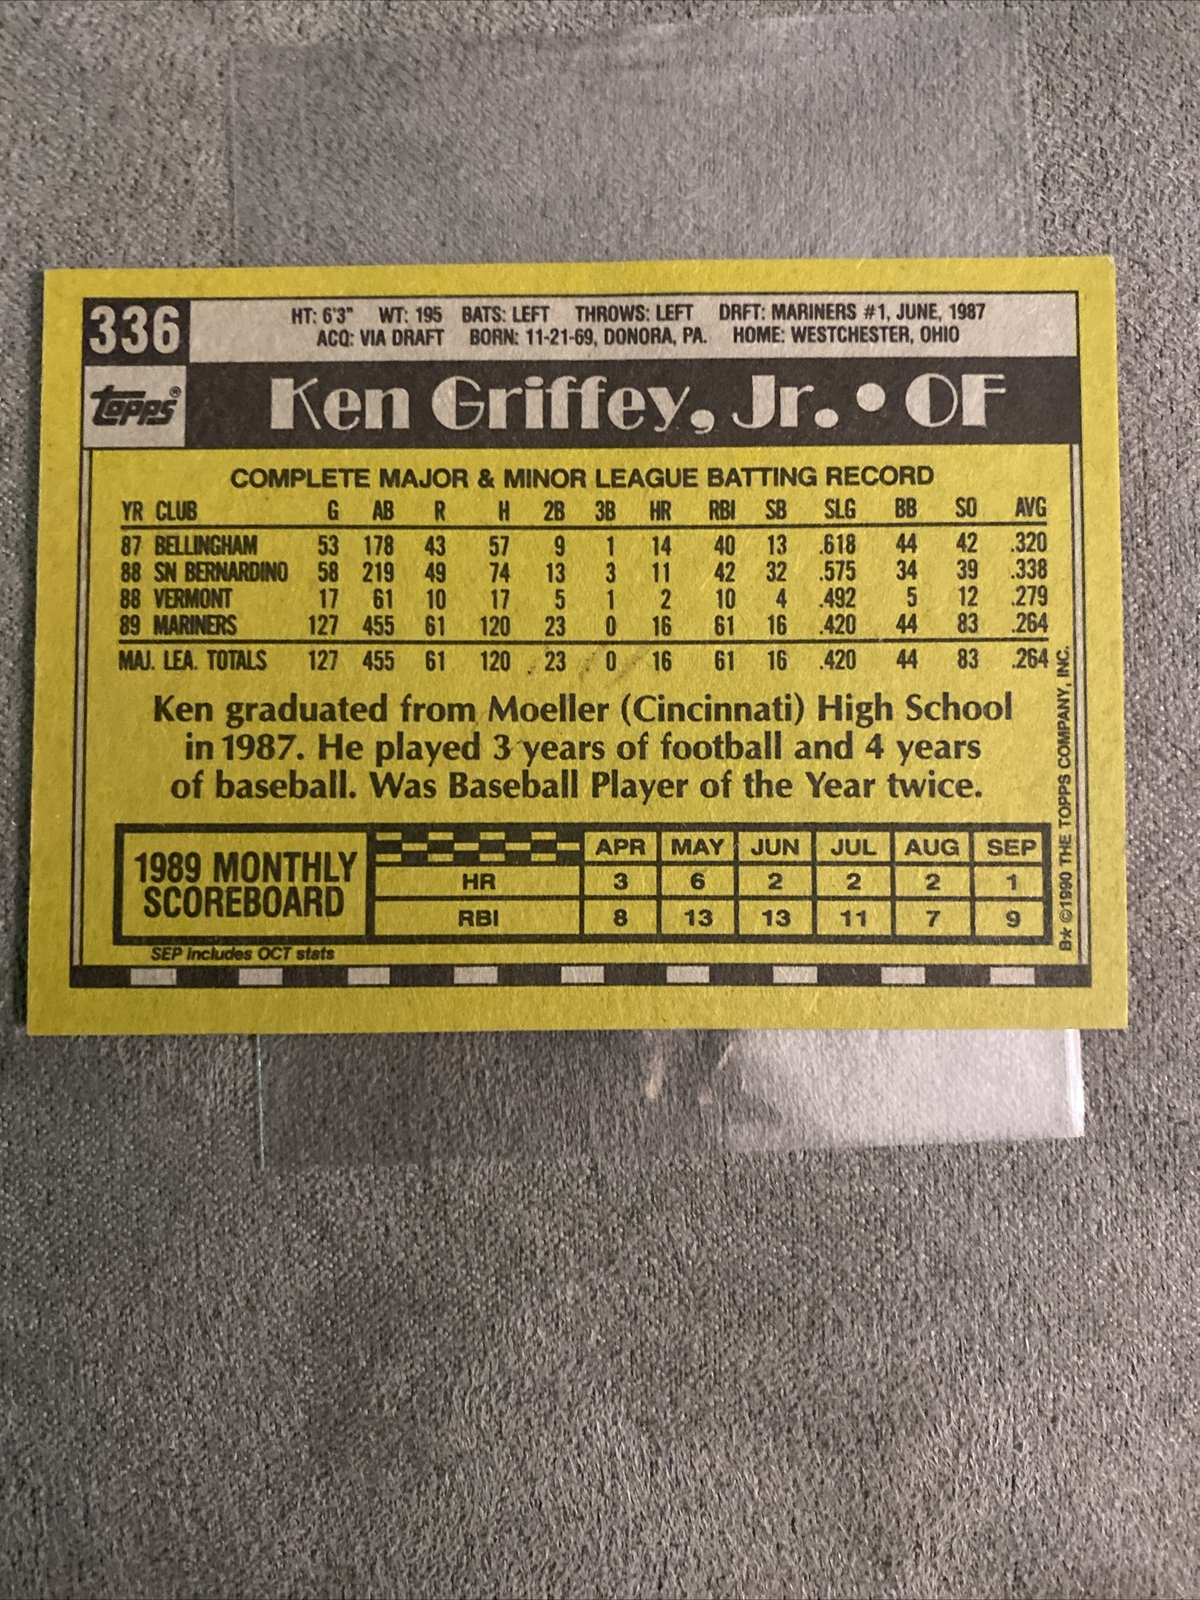 336
HT: 6'3" WT: 195 BATS: LEFT THROWS: LEFT DRFT: MARINERS #1, JUNE, 1987
ACQ: VIA DRAFT BORN: 11-21-69, DONORA, PA. HOME: WESTCHESTER, OHIO
topps®
Ken Griffey, Jr. • OF
COMPLETE MAJOR & MINOR LEAGUE BATTING RECORD
YR CLUB G AB R H 2B 3B HR RBI SB SLG BB SO AVG
87 BELLINGHAM 53 178 43 57 9 1 14 40 13 .618 44 42 .320
88 SN BERNARDINO 58 219 49 74 13 3 11 42 32 .575 34 39 .338
88 VERMONT 17 61 10 17 5 1 2 10 4 .492 5 12 .279
89 MARINERS 127 455 61 120 23 0 16 61 16 .420 44 83 .264
MAJ. LEA. TOTALS 127 455 61 120 23 0 16 61 16 .420 44 83 .264
Ken graduated from Moeller (Cincinnati) High School
in 1987. He played 3 years of football and 4 years
of baseball. Was Baseball Player of the Year twice.
1989 MONTHLY
SCOREBOARD
APR MAY JUN JUL AUG SEP
HR 3 6 2 2 2 1
RBI 8 13 13 11 7 9
SEP includes OCT stats
B* ©1990 THE TOPPS COMPANY, INC.